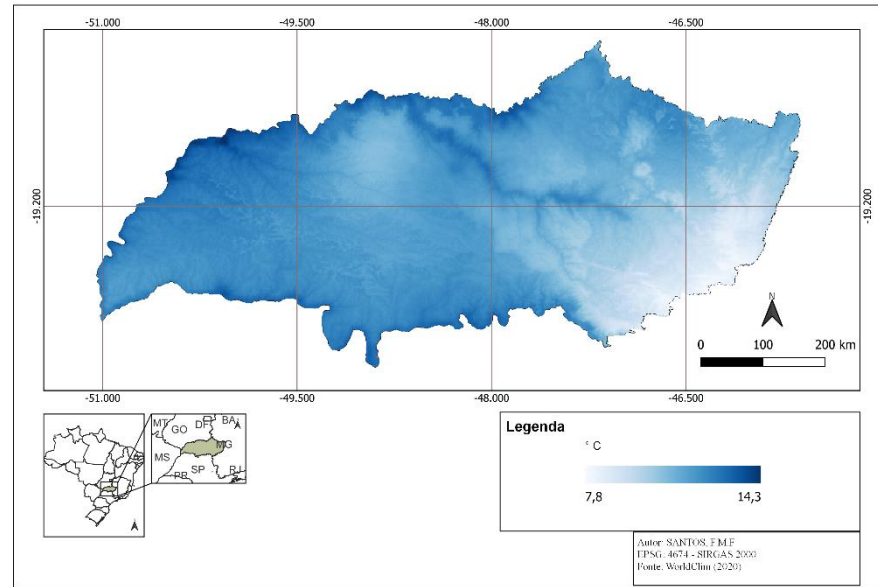 -51.000 -49.500 -48.000 -46.500
-19.200 -19.200
N
0 100 200 km
-51.000 -49.500 -48.000 -46.500
MT GO DF BA
MG
MS
SP
PR RJ
Legenda
° C
7,8 14,3
Autor: SANTOS, F.M.F
EPSG: 4674 - SIRGAS 2000
Fonte: WorldClim (2020)